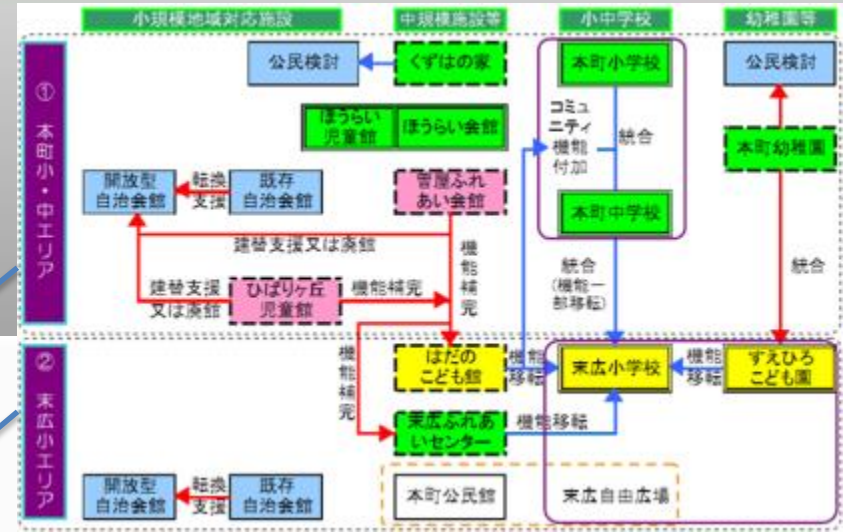 小規模地域対応施設
中規模施設等
小中学校
幼稚園等
①
本町小・中エリア
公民検討
くずはの家
本町小学校
公民検討
ほうらい
児童館
ほうらい会館
コミュ
ニティ
機能
付加
統合
本町幼稚園
開放型
自治会館
転換
支援
既存
自治会館
曽屋ふれ
あい会館
本町中学校
建替支援又は廃館
機能補完
統合
(機能一
部移転)
統合
建替支援
又は廃館
ひばりヶ丘
児童館
機能補完
②
末広小エリア
機能補完
はだの
こども館
機能
移転
末広小学校
機能
移転
すえひろ
こども園
末広ふれあ
いセンター
機能移転
開放型
自治会館
転換
支援
既存
自治会館
本町公民館
末広自由広場